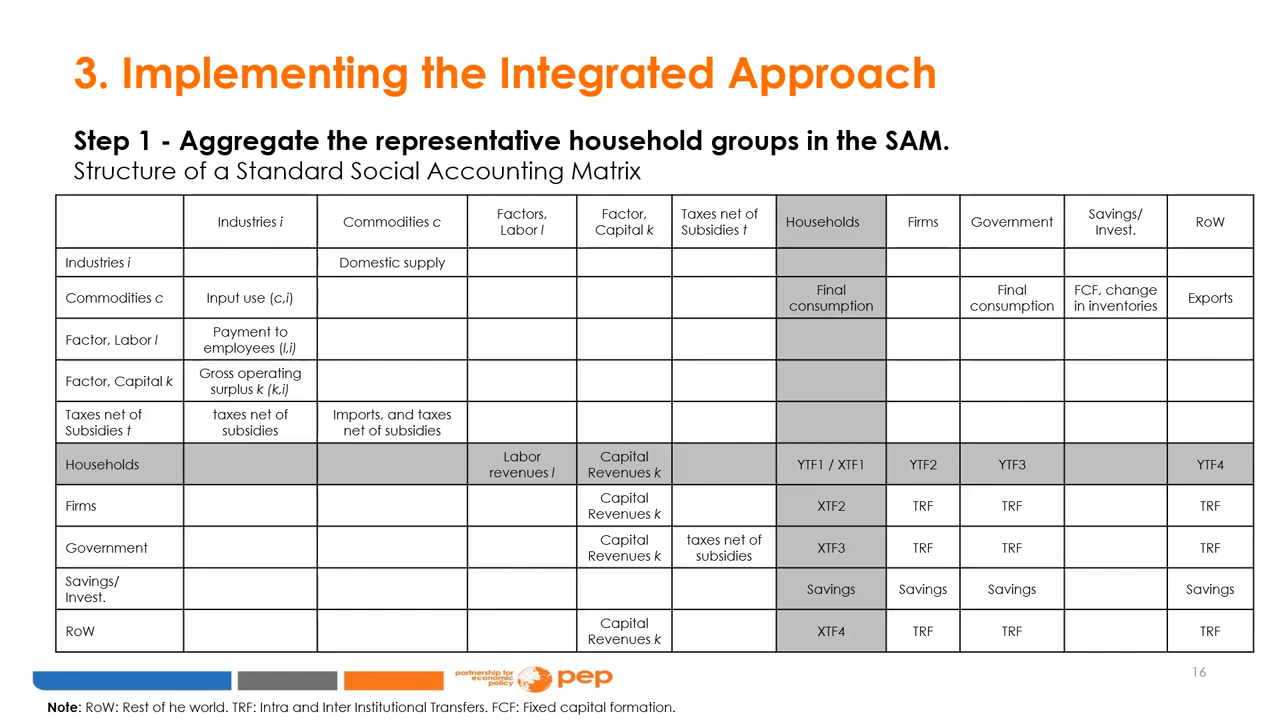 3. Implementing the Integrated Approach
Step 1 - Aggregate the representative household groups in the SAM.
Structure of a Standard Social Accounting Matrix
Industries i
Commodities c
Factors,
Labor l
Factor,
Capital k
Taxes net of
Subsidies t
Households
Firms
Government
Savings/
Invest.
RoW
Industries i
Domestic supply
Commodities c
Input use (c,i)
Final
consumption
Final
consumption
FCF, change
in inventories
Exports
Factor, Labor l
Payment to
employees (l,i)
Factor, Capital k
Gross operating
surplus k (k,i)
Taxes net of
Subsidies t
taxes net of
subsidies
Imports, and taxes
net of subsidies
Households
Labor
revenues l
Capital
Revenues k
YTF1 / XTF1
YTF2
YTF3
YTF4
Firms
Capital
Revenues k
XTF2
TRF
TRF
TRF
Government
Capital
Revenues k
taxes net of
subsidies
XTF3
TRF
TRF
TRF
Savings/
Invest.
Savings
Savings
Savings
Savings
RoW
Capital
Revenues k
XTF4
TRF
TRF
TRF
partnership for
economic
policy
pep
16
Note: RoW: Rest of he world. TRF: Intra and Inter Institutional Transfers. FCF: Fixed capital formation.